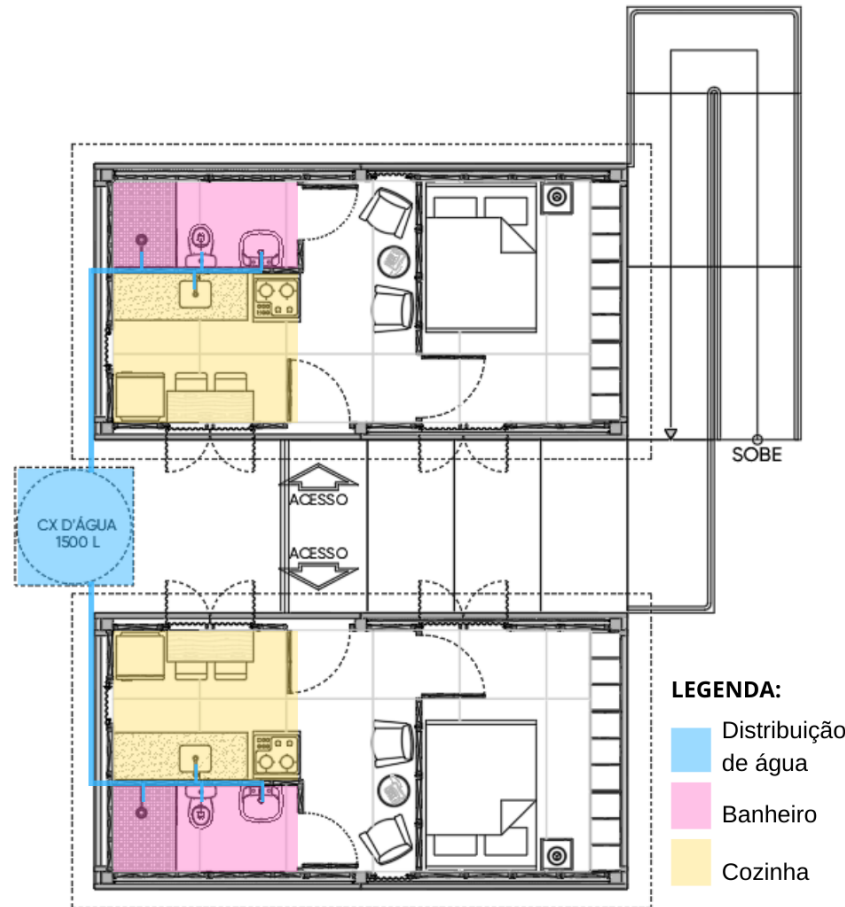 SOBE
ACESSO
CX D'ÁGUA
1500 L
ACESSO
LEGENDA:
Distribuição
de água
Banheiro
Cozinha